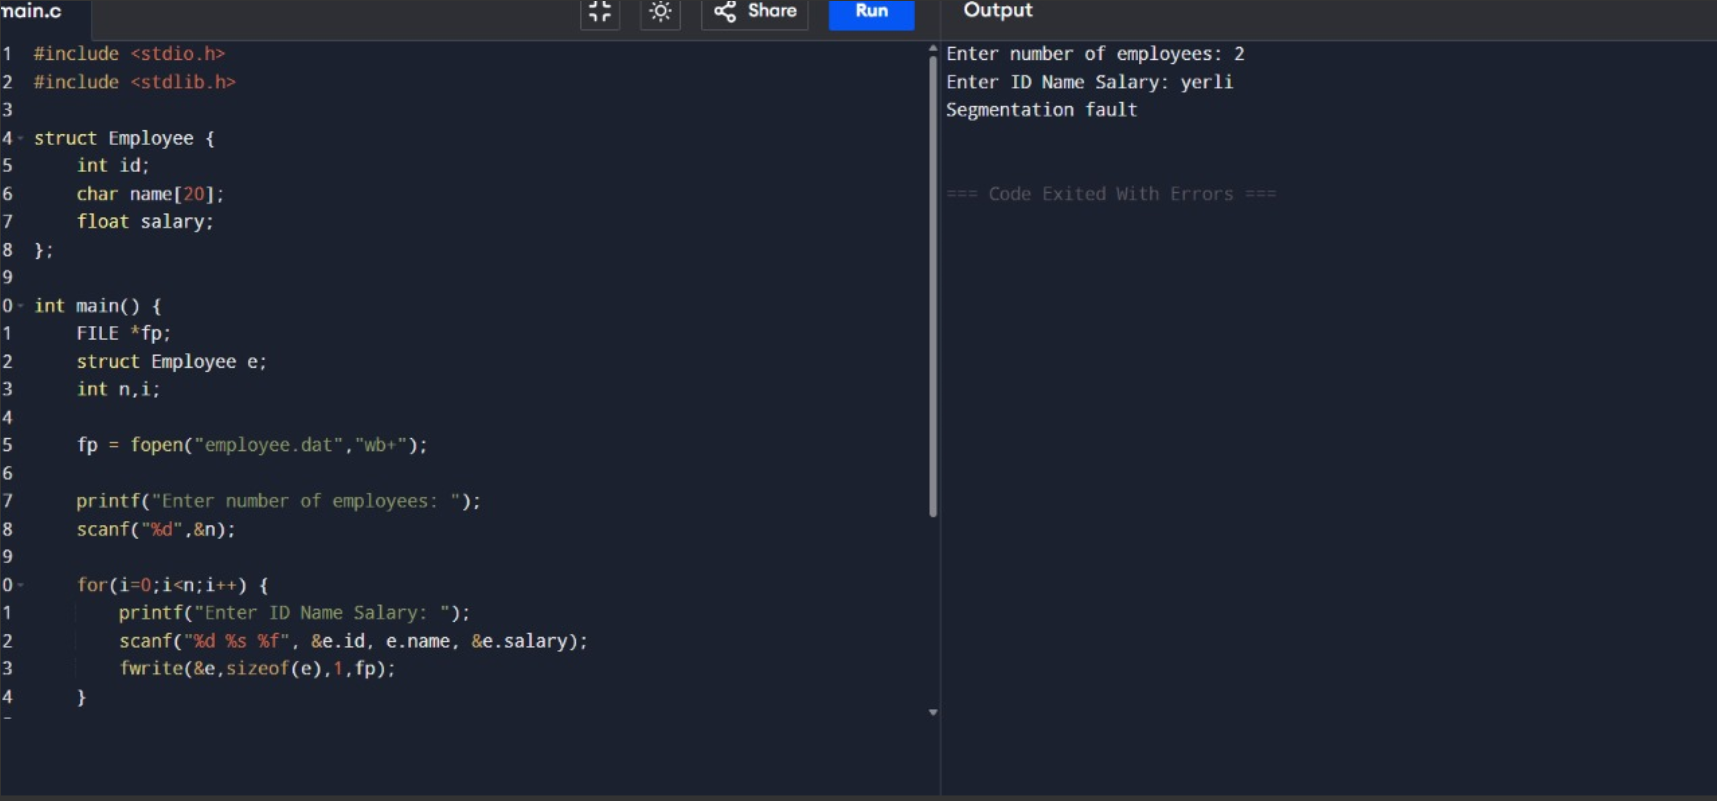 main.c
Share
Run
Output
1 #include <stdio.h>
2 #include <stdlib.h>
3
4 struct Employee {
5     int id;
6     char name[20];
7     float salary;
8 };
9
0 int main() {
1     FILE *fp;
2     struct Employee e;
3     int n,i;
4
5     fp = fopen("employee.dat","wb+");
6
7     printf("Enter number of employees: ");
8     scanf("%d",&n);
9
0     for(i=0;i<n;i++) {
1         printf("Enter ID Name Salary: ");
2         scanf("%d %s %f", &e.id, e.name, &e.salary);
3         fwrite(&e,sizeof(e),1,fp);
4     }
Enter number of employees: 2
Enter ID Name Salary: yerli
Segmentation fault
=== Code Exited With Errors ===